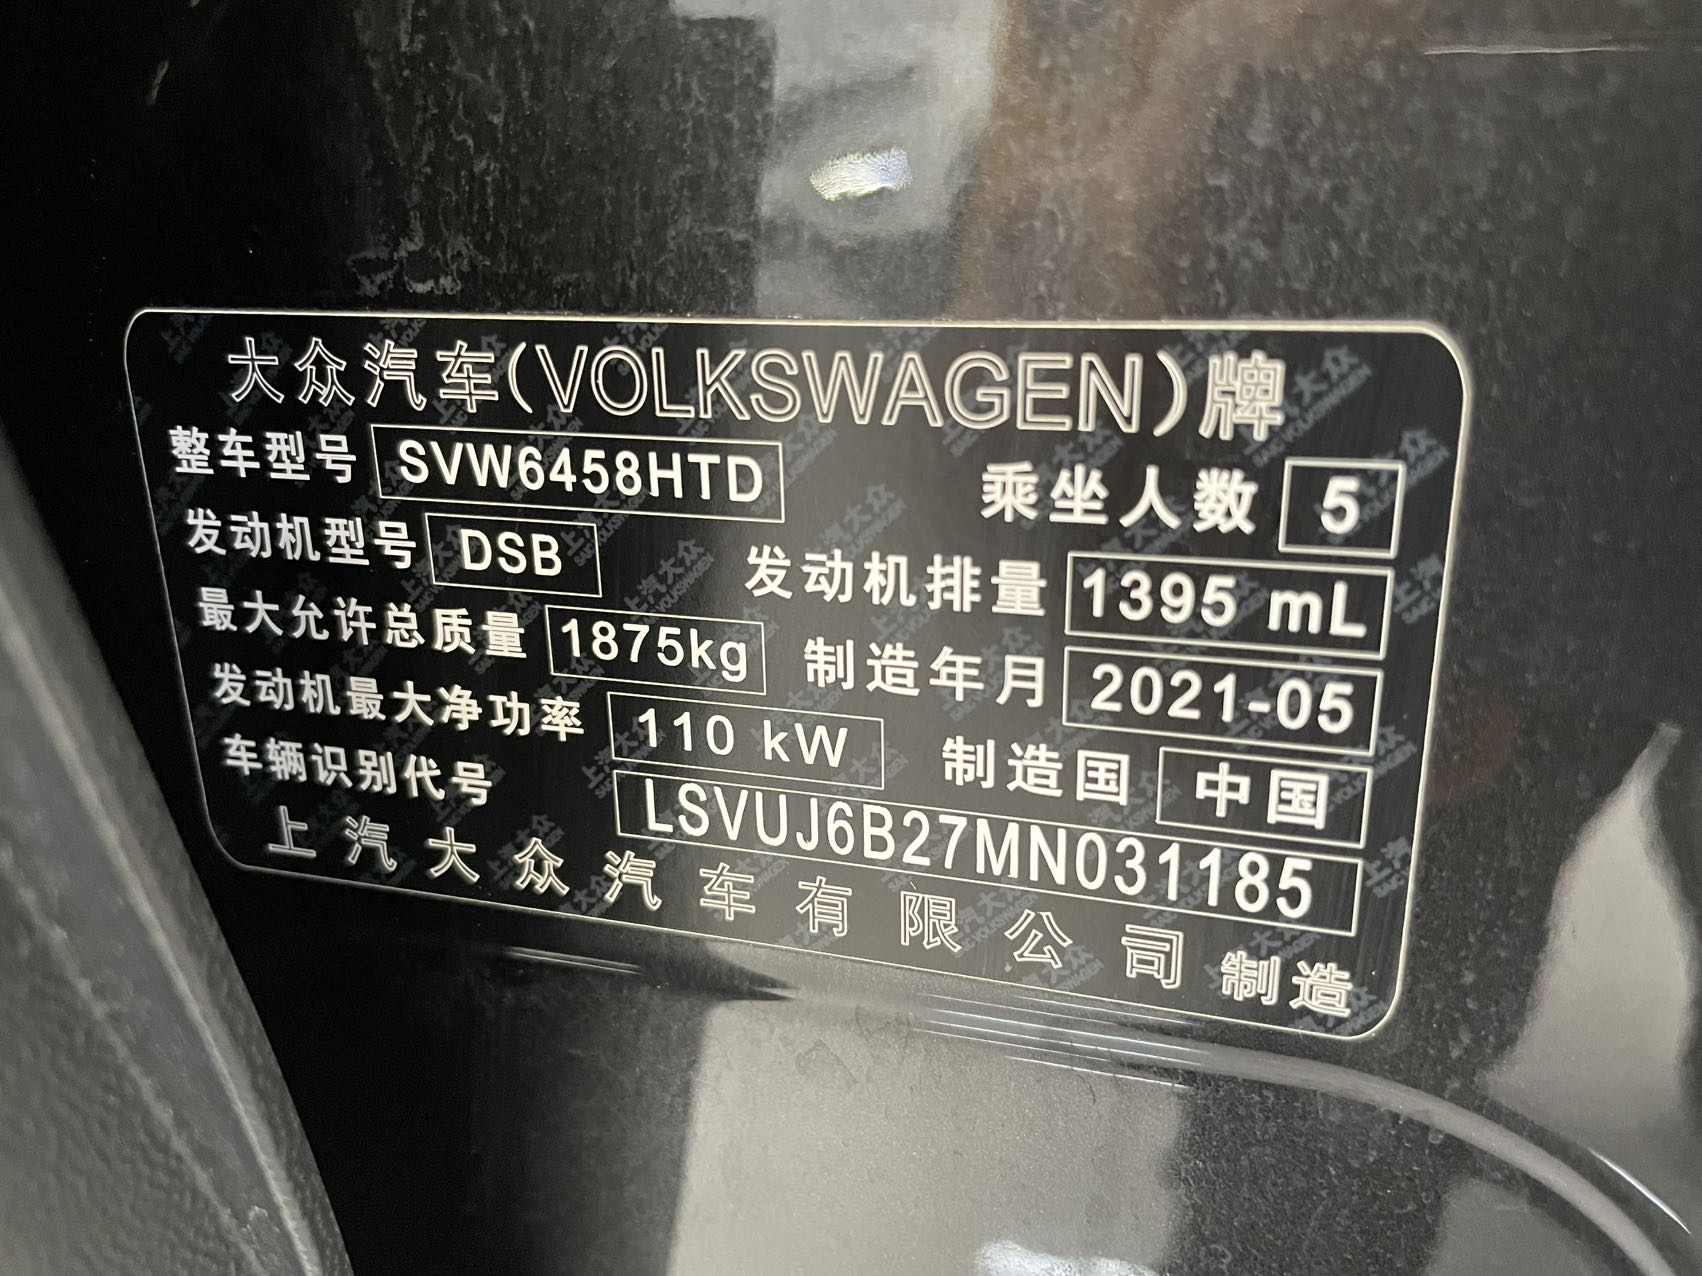 大众汽车(VOLKSWAGEN)牌
整车型号 SVW6458HTD 乘坐人数 5
发动机型号 DSB 发动机排量 1395 mL
最大允许总质量 1875kg 制造年月 2021-05
发动机最大净功率 110 kW 制造国 中国
车辆识别代号 LSVUJ6B27MN031185
上汽大众汽车有限公司制造